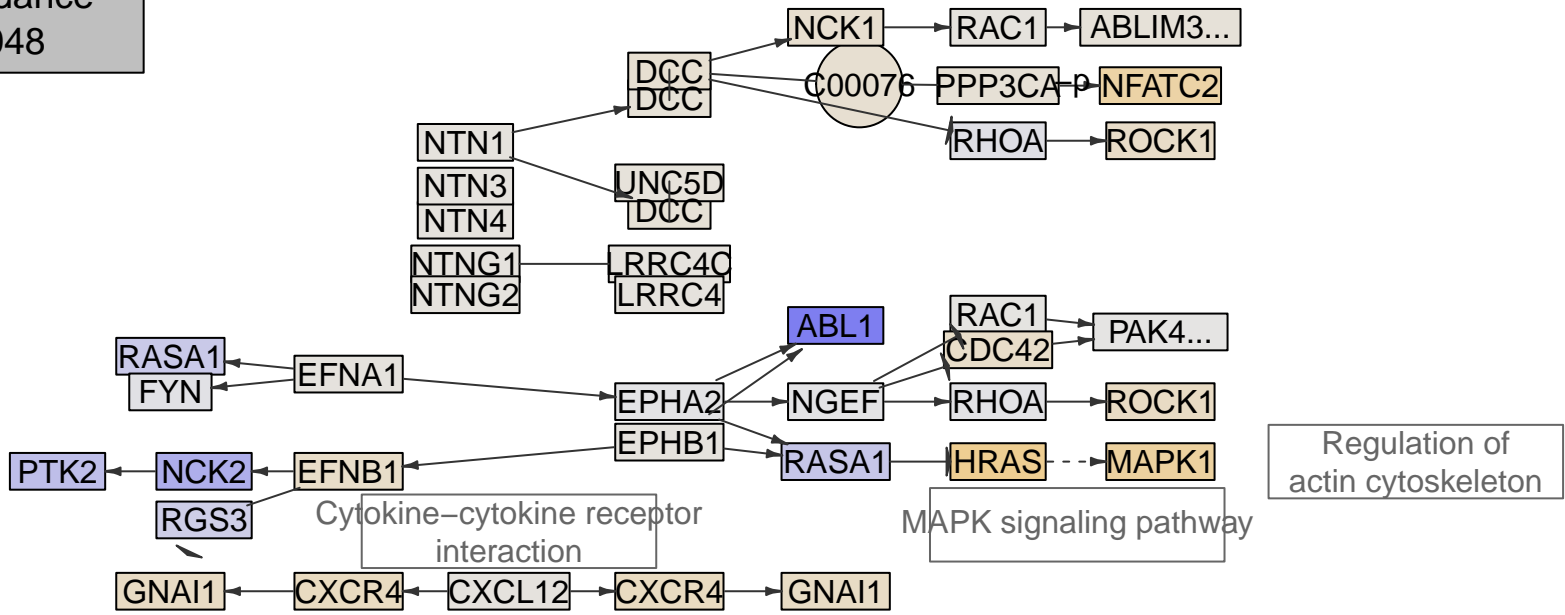 048
NCK1 RAC1 ABLIM3...
DCC
DCC
C00076 PPP3CA -p NFATC2
NTN1
RHOA ROCK1
NTN3
UNC5D
NTN4
DCC
NTNG1 LRRC4C
NTNG2 LRRC4
ABL1
RAC1
PAK4...
RASA1
CDC42
EFNA1
FYN
EPHA2 NGEF RHOA ROCK1
EPHB1
RASA1 HRAS MAPK1
Regulation of
actin cytoskeleton
PTK2 NCK2 EFNB1
RGS3
Cytokine−cytokine receptor
interaction
MAPK signaling pathway
GNAI1 CXCR4 CXCL12 CXCR4 GNAI1